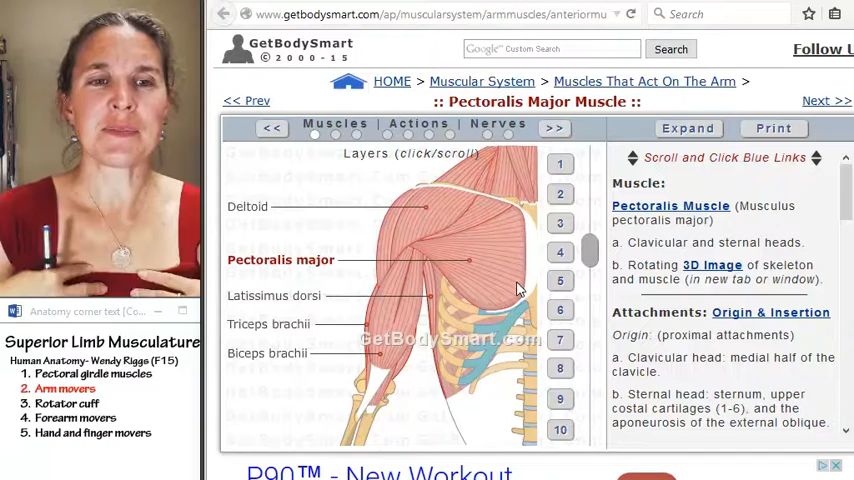 www.getbodysmart.com/ap/muscularsystem/armmuscles/anteriormu
Search
GetBodySmart
© 2000-15
Google™ Custom Search
Search
Follow U
HOME > Muscular System > Muscles That Act On The Arm >
<< Prev
:: Pectoralis Major Muscle ::
Next >>
<<
Muscles | Actions | Nerves
>>
Expand
Print
Layers (click/scroll)
Deltoid
Pectoralis major
Latissimus dorsi
Triceps brachii
Biceps brachii
GetBodySmart.com
1
2
3
4
5
6
7
8
9
10
Scroll and Click Blue Links
Muscle:
Pectoralis Muscle (Musculus
pectoralis major)
a. Clavicular and sternal heads.
b. Rotating 3D Image of skeleton
and muscle (in new tab or window).
Attachments: Origin & Insertion
Origin: (proximal attachments)
a. Clavicular head: medial half of the
clavicle.
b. Sternal head: sternum, upper
costal cartilages (1-6), and the
aponeurosis of the external oblique.
Anatomy corner text [Co...
Superior Limb Musculature
Human Anatomy- Wendy Riggs (F15)
1. Pectoral girdle muscles
2. Arm movers
3. Rotator cuff
4. Forearm movers
5. Hand and finger movers
P90™ - New Workout